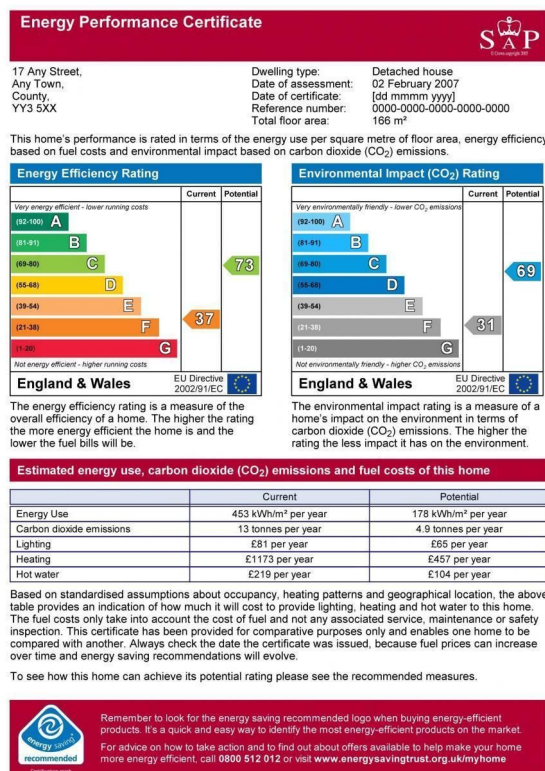 Energy Performance Certificate
SAP
© Crown copyright 2005
17 Any Street,
Any Town,
County,
YY3 5XX
Dwelling type: Detached house
Date of assessment: 02 February 2007
Date of certificate: [dd mmmm yyyy]
Reference number: 0000-0000-0000-0000-0000
Total floor area: 166 m²
This home's performance is rated in terms of the energy use per square metre of floor area, energy efficiency
based on fuel costs and environmental impact based on carbon dioxide (CO₂) emissions.
Energy Efficiency Rating
Current Potential
Very energy efficient - lower running costs
(92-100) A
(81-91) B
(69-80) C
73
(55-68) D
(39-54) E
37
(21-38) F
(1-20) G
Not energy efficient - higher running costs
England & Wales
EU Directive
2002/91/EC
The energy efficiency rating is a measure of the
overall efficiency of a home. The higher the rating
the more energy efficient the home is and the
lower the fuel bills will be.
Environmental Impact (CO₂) Rating
Current Potential
Very environmentally friendly - lower CO₂ emissions
(92-100) A
(81-91) B
(69-80) C
69
(55-68) D
(39-54) E
31
(21-38) F
(1-20) G
Not environmentally friendly - higher CO₂ emissions
England & Wales
EU Directive
2002/91/EC
The environmental impact rating is a measure of a
home's impact on the environment in terms of
carbon dioxide (CO₂) emissions. The higher the
rating the less impact it has on the environment.
Estimated energy use, carbon dioxide (CO₂) emissions and fuel costs of this home
Current Potential
Energy Use 453 kWh/m² per year 178 kWh/m² per year
Carbon dioxide emissions 13 tonnes per year 4.9 tonnes per year
Lighting £81 per year £65 per year
Heating £1173 per year £457 per year
Hot water £219 per year £104 per year
Based on standardised assumptions about occupancy, heating patterns and geographical location, the above
table provides an indication of how much it will cost to provide lighting, heating and hot water to this home.
The fuel costs only take into account the cost of fuel and not any associated service, maintenance or safety
inspection. This certificate has been provided for comparative purposes only and enables one home to be
compared with another. Always check the date the certificate was issued, because fuel prices can increase
over time and energy saving recommendations will evolve.
To see how this home can achieve its potential rating please see the recommended measures.
energy saving
recommended
Certification mark
Remember to look for the energy saving recommended logo when buying energy-efficient
products. It's a quick and easy way to identify the most energy-efficient products on the market.
For advice on how to take action and to find out about offers available to help make your home
more energy efficient, call 0800 512 012 or visit www.energysavingtrust.org.uk/myhome